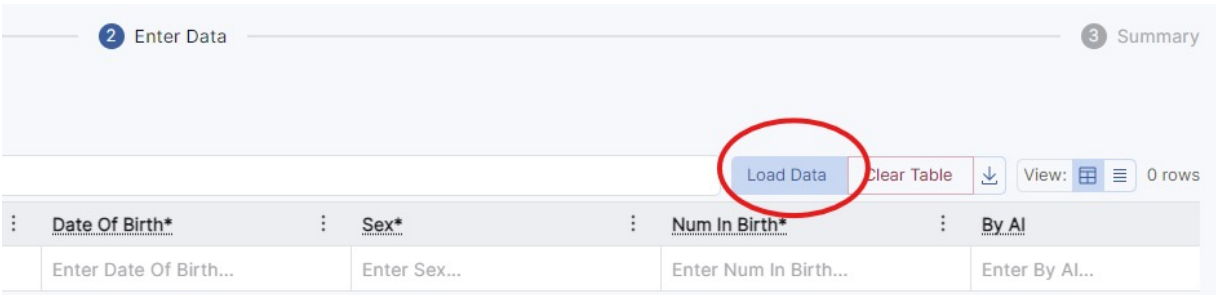 2 Enter Data 3 Summary
Load Data Clear Table View: 0 rows
Date Of Birth* Sex* Num In Birth* By AI
Enter Date Of Birth... Enter Sex... Enter Num In Birth... Enter By AI...